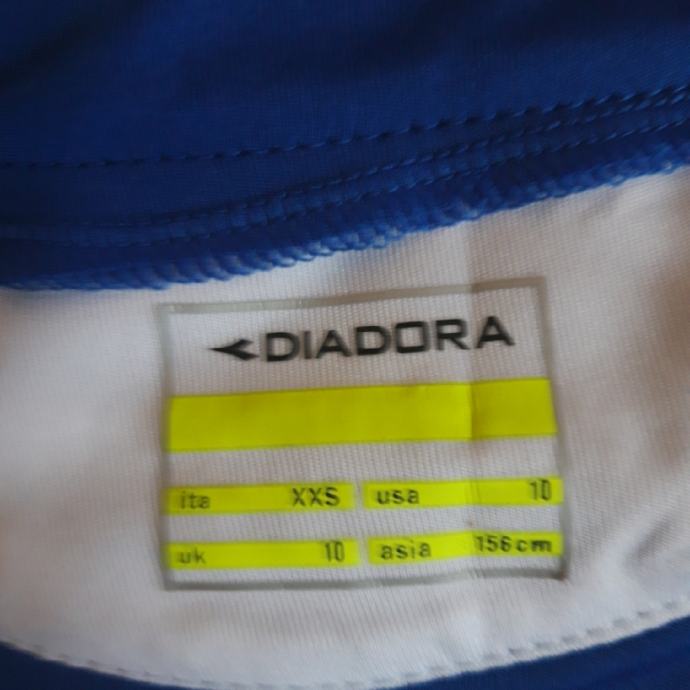 DIADORA
ita XXS usa 10
uk 10 asia 156cm